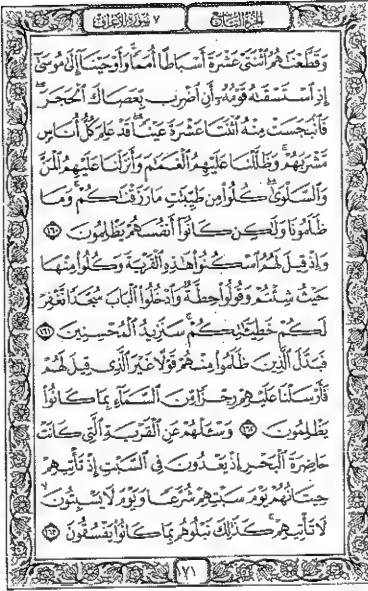 الجزء التاسع ٧ سورة الأعراف
وَقَطَّعْنَٰهُمُ ٱثْنَتَىْ عَشْرَةَ أَسْبَاطًا أُمَمًا ۚ وَأَوْحَيْنَآ إِلَىٰ مُوسَىٰٓ
إِذِ ٱسْتَسْقَىٰهُ قَوْمُهُۥٓ أَنِ ٱضْرِب بِّعَصَاكَ ٱلْحَجَرَ ۖ
فَٱنۢبَجَسَتْ مِنْهُ ٱثْنَتَا عَشْرَةَ عَيْنًا ۖ قَدْ عَلِمَ كُلُّ أُنَاسٍ
مَّشْرَبَهُمْ ۚ وَظَلَّلْنَا عَلَيْهِمُ ٱلْغَمَٰمَ وَأَنزَلْنَا عَلَيْهِمُ ٱلْمَنَّ
وَٱلسَّلْوَىٰ ۖ كُلُوا۟ مِن طَيِّبَٰتِ مَا رَزَقْنَٰكُمْ ۚ وَمَا
ظَلَمُونَا وَلَٰكِن كَانُوٓا۟ أَنفُسَهُمْ يَظْلِمُونَ ١٦٠
وَإِذْ قِيلَ لَهُمُ ٱسْكُنُوا۟ هَٰذِهِ ٱلْقَرْيَةَ وَكُلُوا۟ مِنْهَا
حَيْثُ شِئْتُمْ وَقُولُوا۟ حِطَّةٌ وَٱدْخُلُوا۟ ٱلْبَابَ سُجَّدًا نَّغْفِرْ
لَكُمْ خَطِيٓـَٰٔتِكُمْ ۚ سَنَزِيدُ ٱلْمُحْسِنِينَ ١٦١
فَبَدَّلَ ٱلَّذِينَ ظَلَمُوا۟ مِنْهُمْ قَوْلًا غَيْرَ ٱلَّذِى قِيلَ لَهُمْ
فَأَرْسَلْنَا عَلَيْهِمْ رِجْزًا مِّنَ ٱلسَّمَآءِ بِمَا كَانُوا۟
يَظْلِمُونَ ١٦٢ وَسْـَٔلْهُمْ عَنِ ٱلْقَرْيَةِ ٱلَّتِى كَانَتْ
حَاضِرَةَ ٱلْبَحْرِ إِذْ يَعْدُونَ فِى ٱلسَّبْتِ إِذْ تَأْتِيهِمْ
حِيتَانُهُمْ يَوْمَ سَبْتِهِمْ شُرَّعًا وَيَوْمَ لَا يَسْبِتُونَ ۙ
لَا تَأْتِيهِمْ ۚ كَذَٰلِكَ نَبْلُوهُم بِمَا كَانُوا۟ يَفْسُقُونَ ١٦٣
١٧١